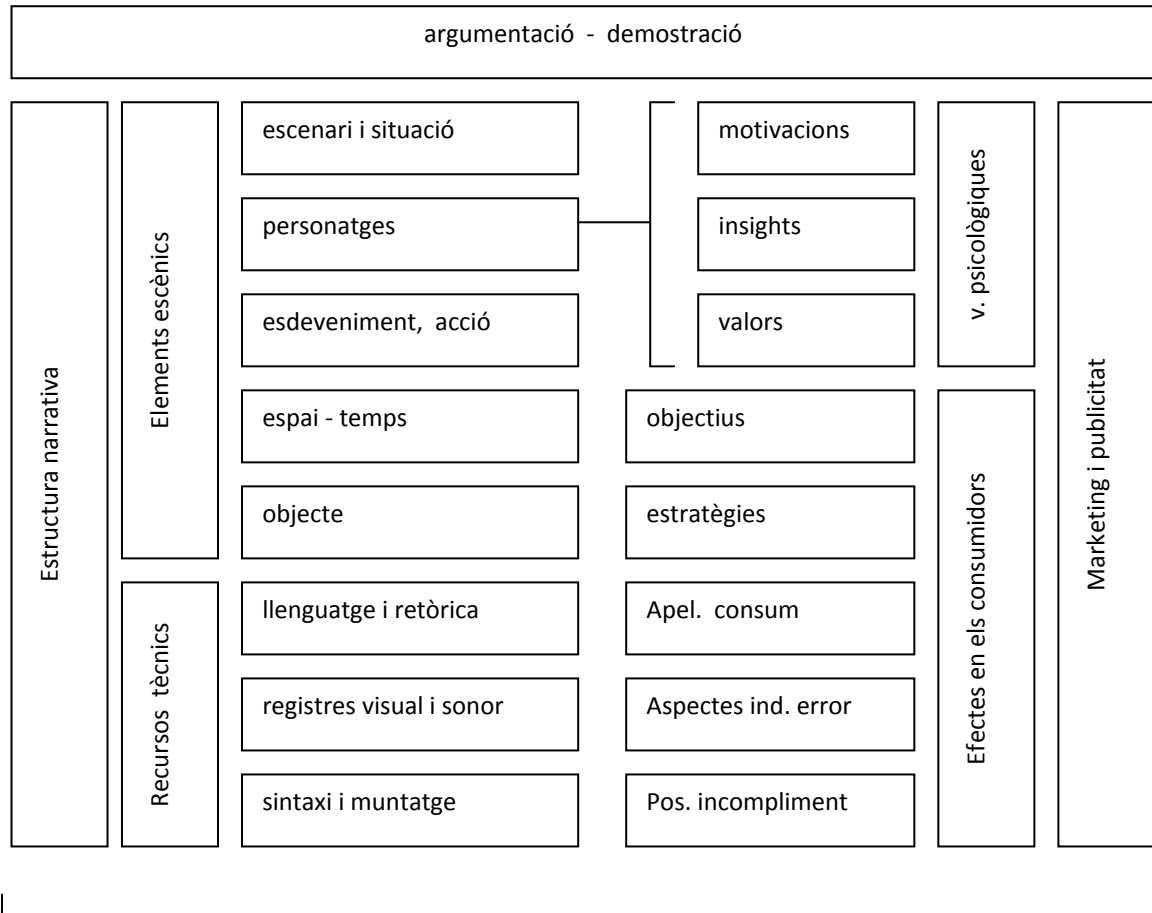 argumentació - demostració
Estructura narrativa
Elements escènics
escenari i situació
personatges
esdeveniment, acció
espai - temps
objecte
Recursos tècnics
llenguatge i retòrica
registres visual i sonor
sintaxi i muntatge
motivacions
insights
valors
v. psicològiques
objectius
estratègies
Apel. consum
Aspectes ind. error
Pos. incompliment
Efectes en els consumidors
Marketing i publicitat